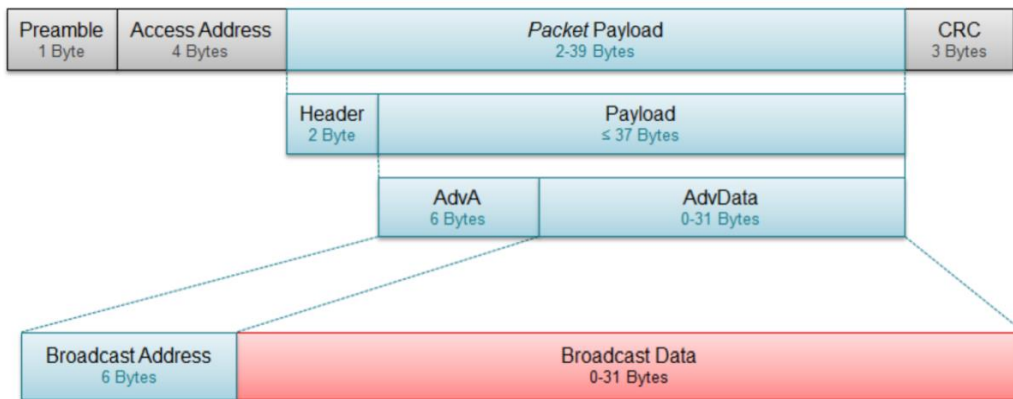 Preamble
1 Byte
Access Address
4 Bytes
Packet Payload
2-39 Bytes
CRC
3 Bytes
Header
2 Byte
Payload
≤ 37 Bytes
AdvA
6 Bytes
AdvData
0-31 Bytes
Broadcast Address
6 Bytes
Broadcast Data
0-31 Bytes